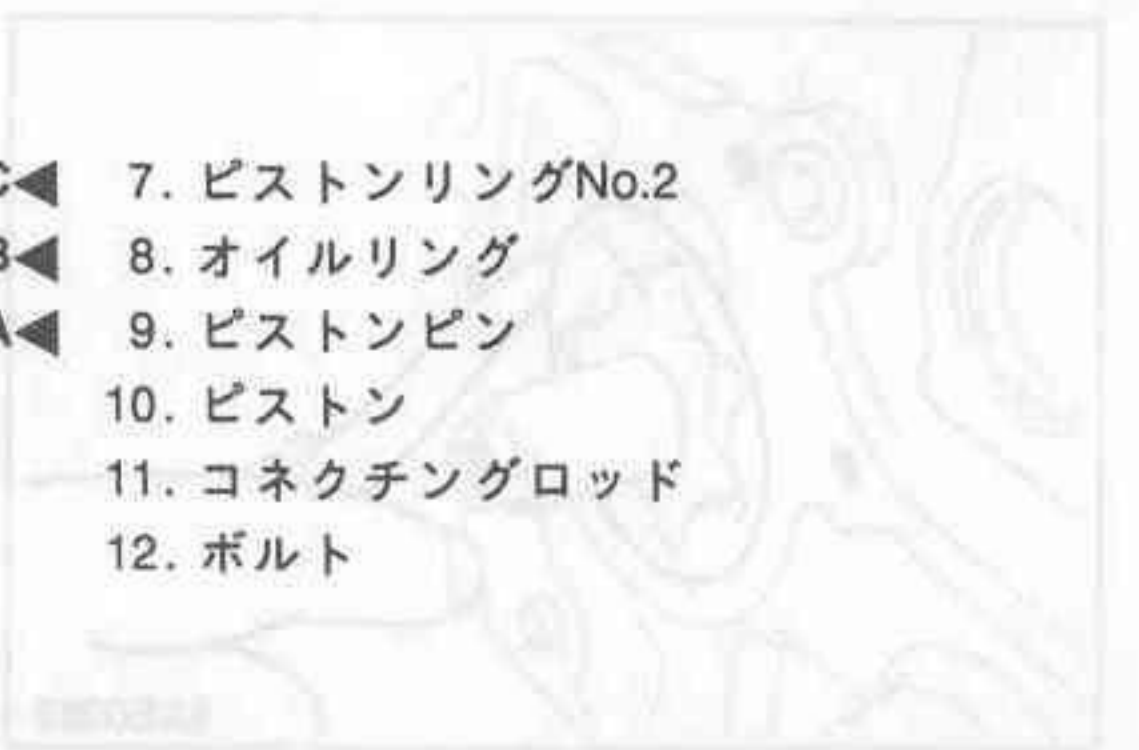 C◀ 7. ピストンリングNo.2
B◀ 8. オイルリング
A◀ 9. ピストンピン
10. ピストン
11. コネクチングロッド
12. ボルト